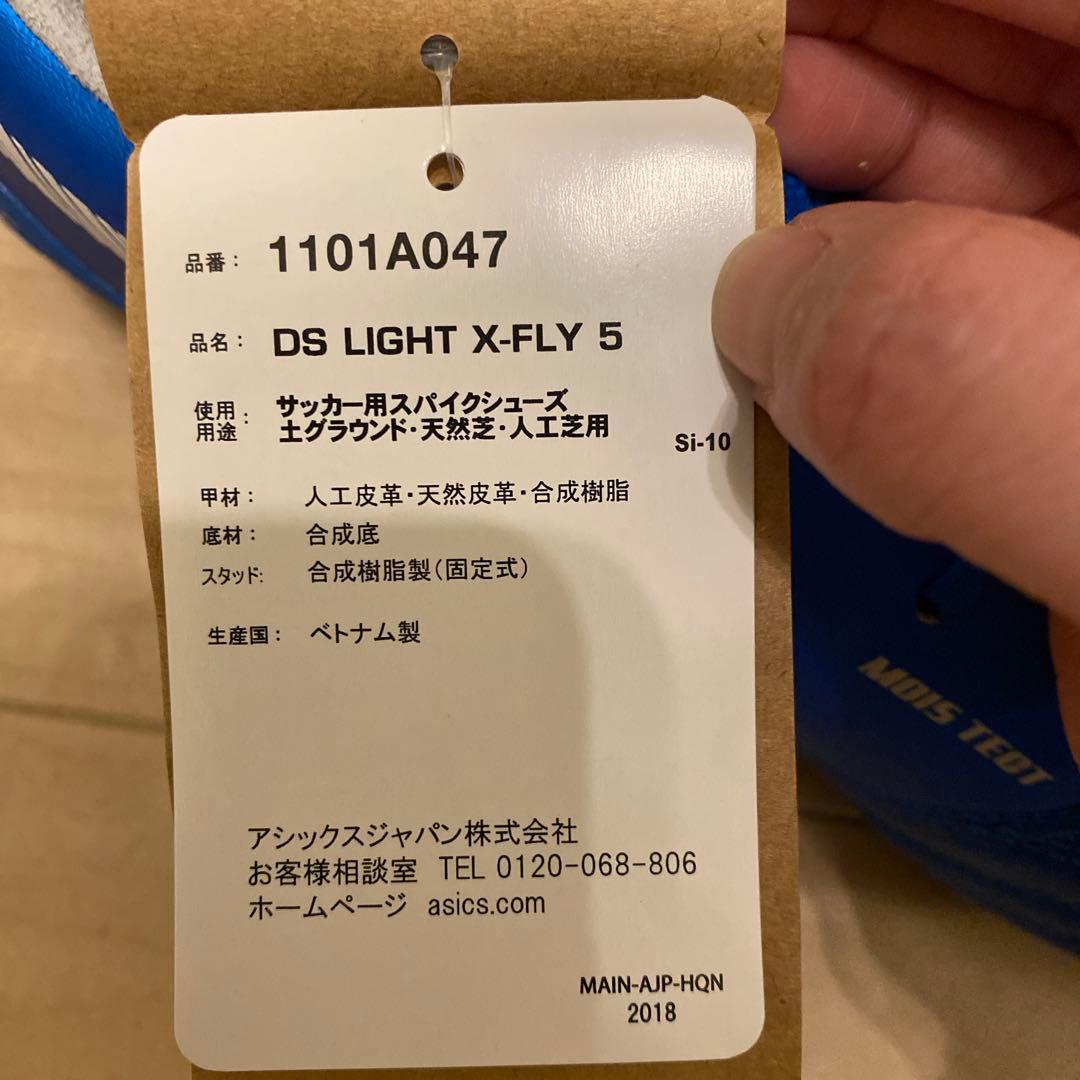 品番： 1101A047
品名： DS LIGHT X-FLY 5
使用用途： サッカー用スパイクシューズ
土グラウンド・天然芝・人工芝用
Si-10
甲材： 人工皮革・天然皮革・合成樹脂
底材： 合成底
スタッド: 合成樹脂製（固定式）
生産国： ベトナム製
MOIS TECT
アシックスジャパン株式会社
お客様相談室 TEL 0120-068-806
ホームページ asics.com
MAIN-AJP-HQN
2018